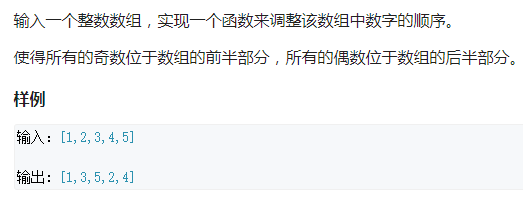 输入一个整数数组，实现一个函数来调整该数组中数字的顺序。
使得所有的奇数位于数组的前半部分，所有的偶数位于数组的后半部分。
样例
输入：[1,2,3,4,5]
输出：[1,3,5,2,4]